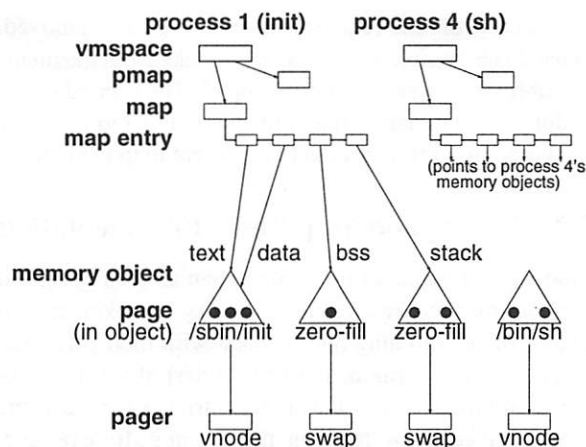 process 1 (init) process 4 (sh)
vmspace
pmap
map
map entry
(points to process 4's
memory objects)
text data bss stack
memory object
page
(in object) /sbin/init zero-fill zero-fill /bin/sh
pager
vnode swap swap vnode